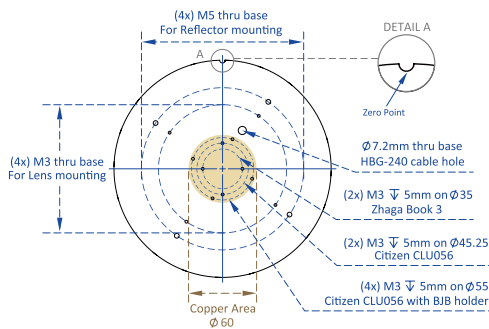 (4x) M5 thru base
For Reflector mounting
DETAIL A
A
Zero Point
(4x) M3 thru base
For Lens mounting
Ø7.2mm thru base
HBG-240 cable hole
(2x) M3 ↧ 5mm on Ø35
Zhaga Book 3
(2x) M3 ↧ 5mm on Ø45.25
Citizen CLU056
(4x) M3 ↧ 5mm on Ø55
Citizen CLU056 with BJB holder
Copper Area
Ø 60